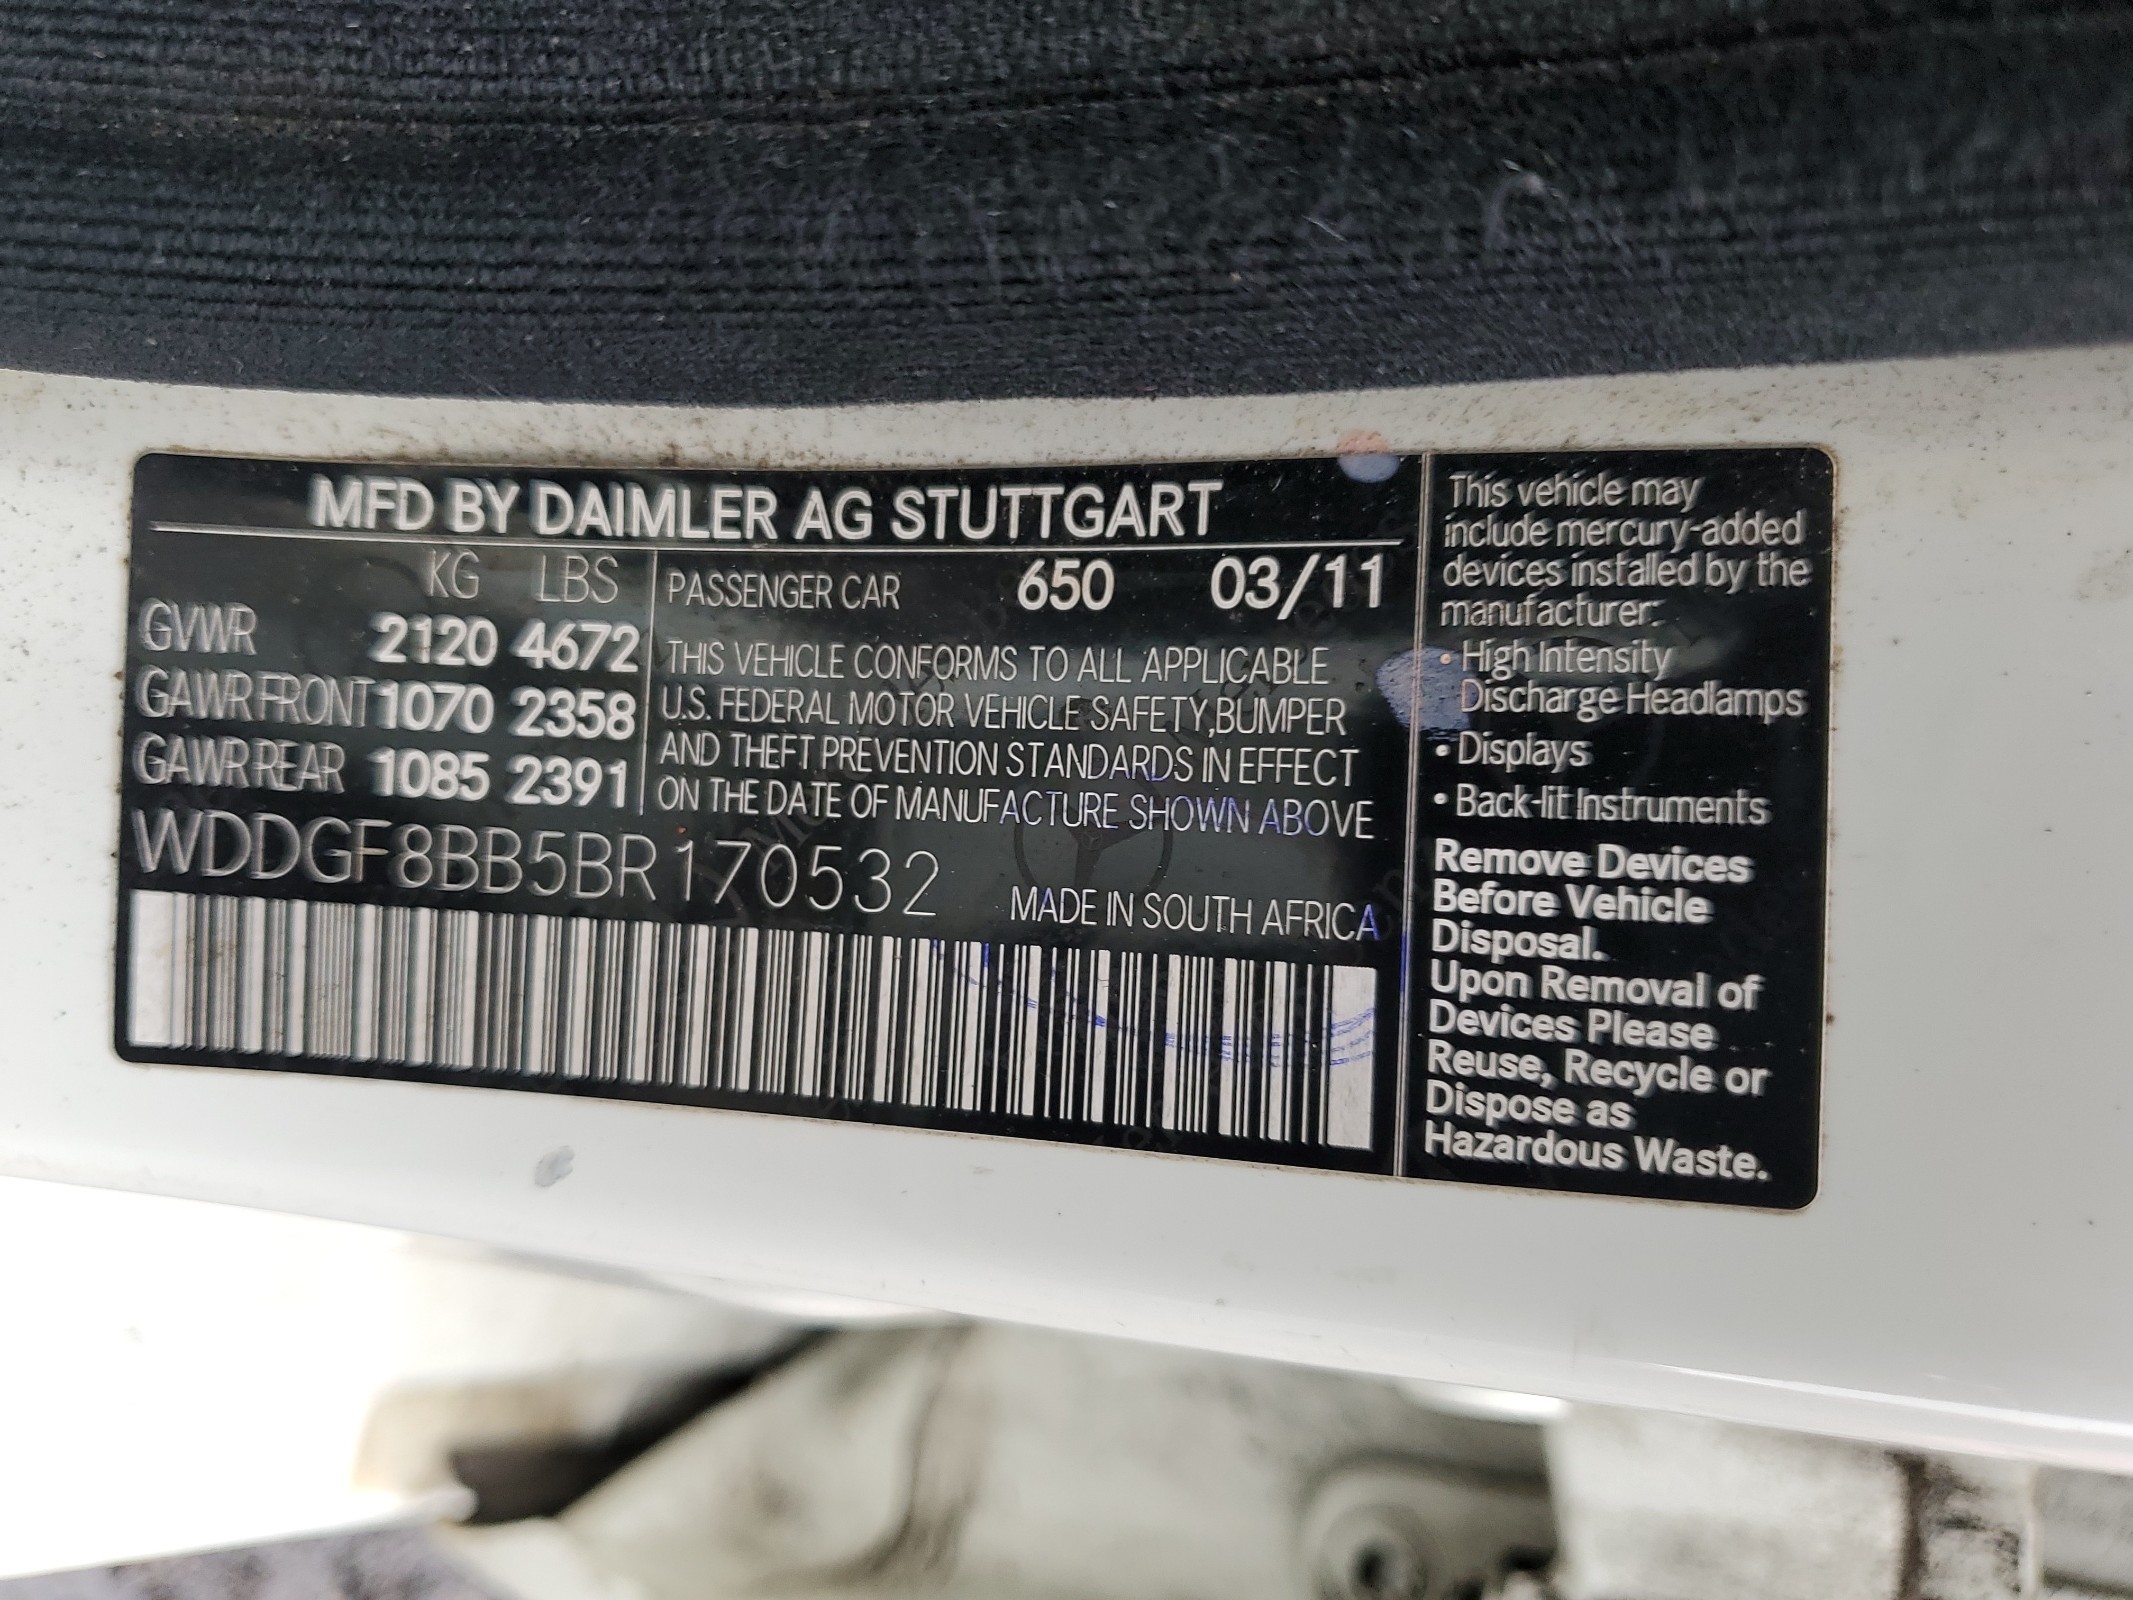 MFD BY DAIMLER AG STUTTGART
KG LBS
GVWR 2120 4672
GAWR FRONT 1070 2358
GAWR REAR 1085 2391
PASSENGER CAR 650 03/11
THIS VEHICLE CONFORMS TO ALL APPLICABLE
U.S. FEDERAL MOTOR VEHICLE SAFETY,BUMPER
AND THEFT PREVENTION STANDARDS IN EFFECT
ON THE DATE OF MANUFACTURE SHOWN ABOVE
WDDGF8BB5BR170532
MADE IN SOUTH AFRICA
This vehicle may
include mercury-added
devices installed by the
manufacturer:
• High Intensity
Discharge Headlamps
• Displays
• Back-lit Instruments
Remove Devices
Before Vehicle
Disposal.
Upon Removal of
Devices Please
Reuse, Recycle or
Dispose as
Hazardous Waste.